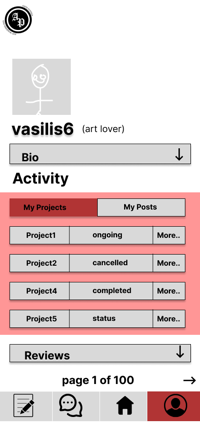 AP
vasilis6 (art lover)
Bio
Activity
My Projects My Posts
Project1 ongoing More..
Project2 cancelled More..
Project4 completed More..
Project5 status More..
Reviews
page 1 of 100